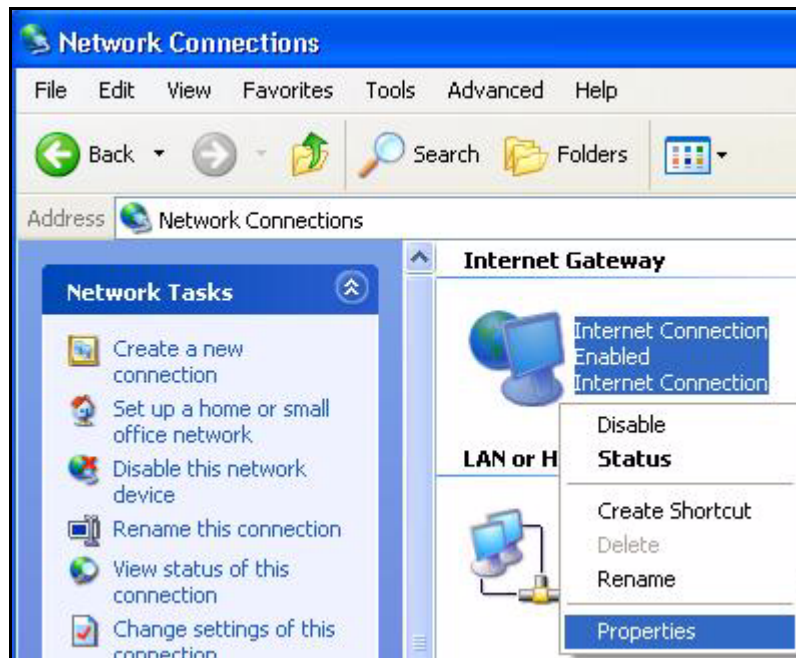 Network Connections
File Edit View Favorites Tools Advanced Help
Back Search Folders
Address Network Connections
Network Tasks
Create a new
connection
Set up a home or small
office network
Disable this network
device
Rename this connection
View status of this
connection
Change settings of this
connection
Internet Gateway
Internet Connection
Enabled
Internet Connection
LAN or H
Disable
Status
Create Shortcut
Delete
Rename
Properties